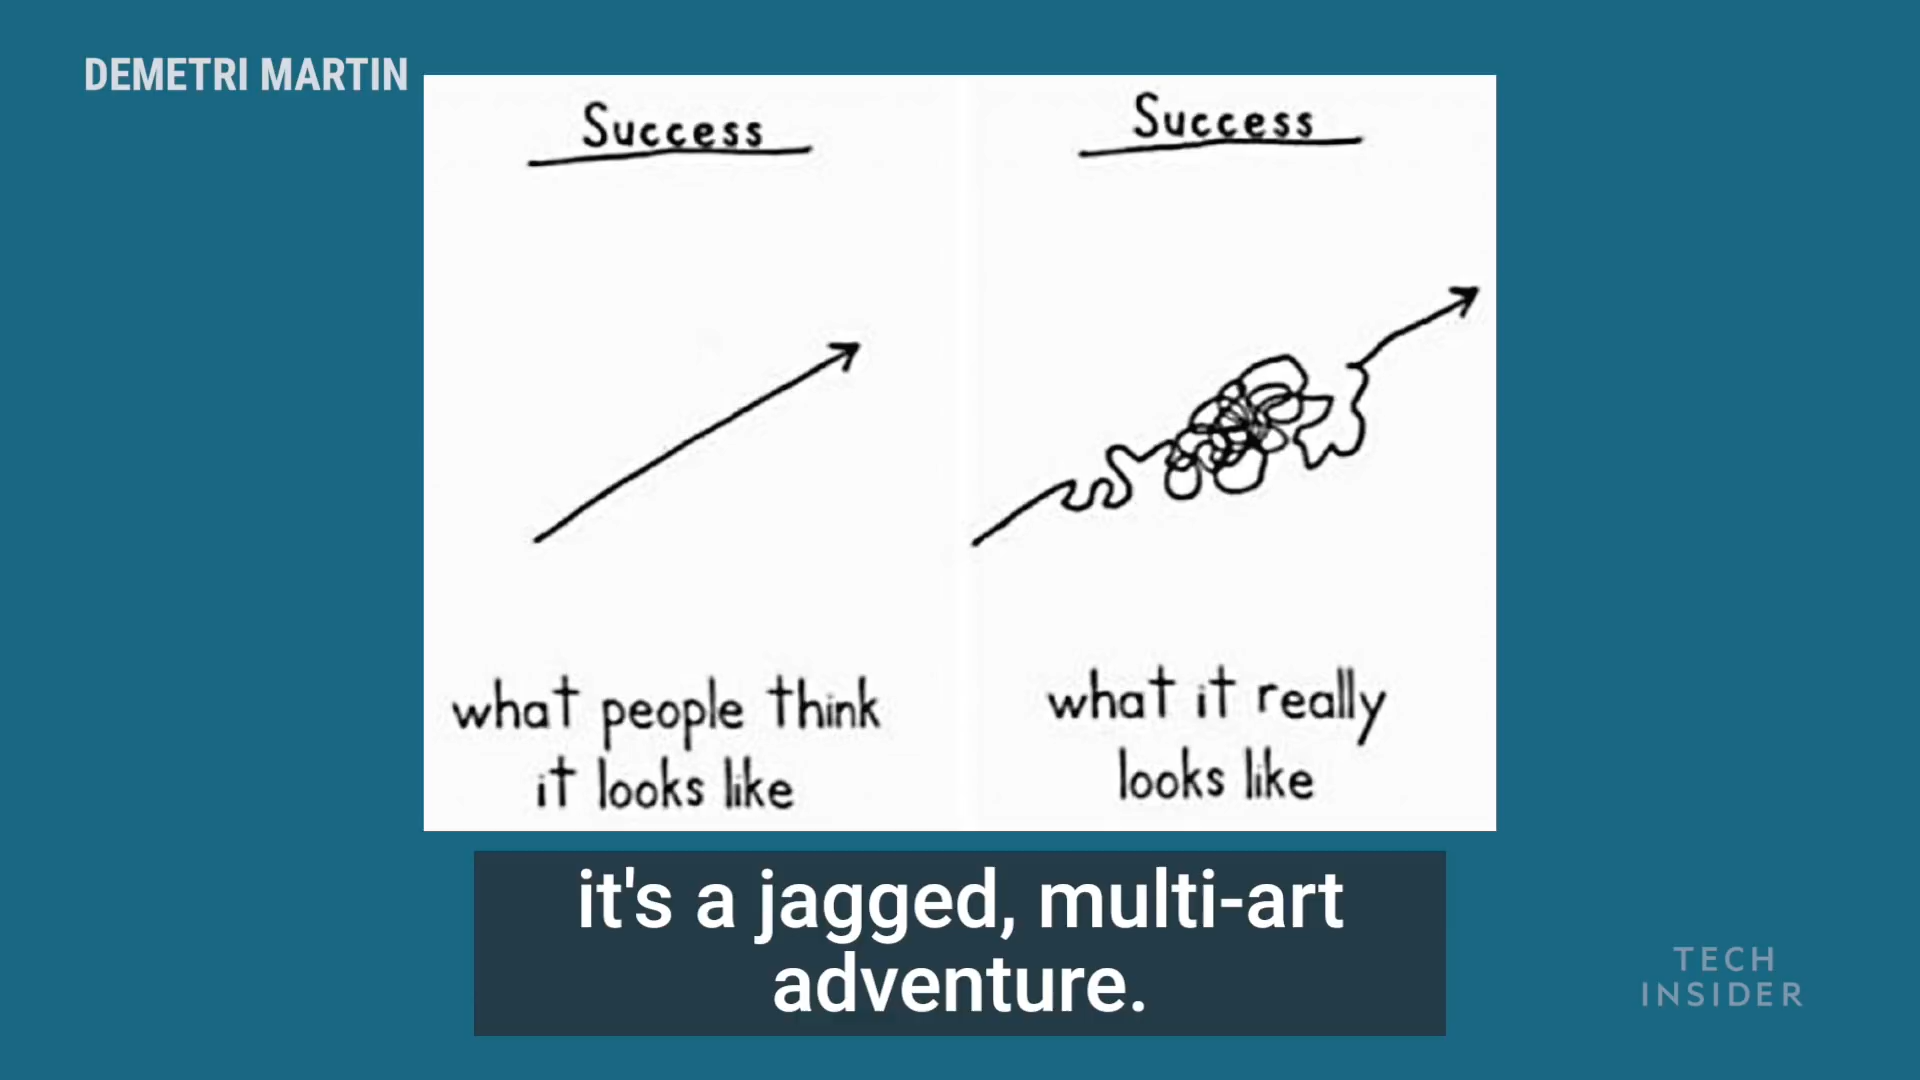 DEMETRI MARTIN
Success
what people think
it looks like
Success
what it really
looks like
it's a jagged, multi-art
adventure.
TECH
INSIDER